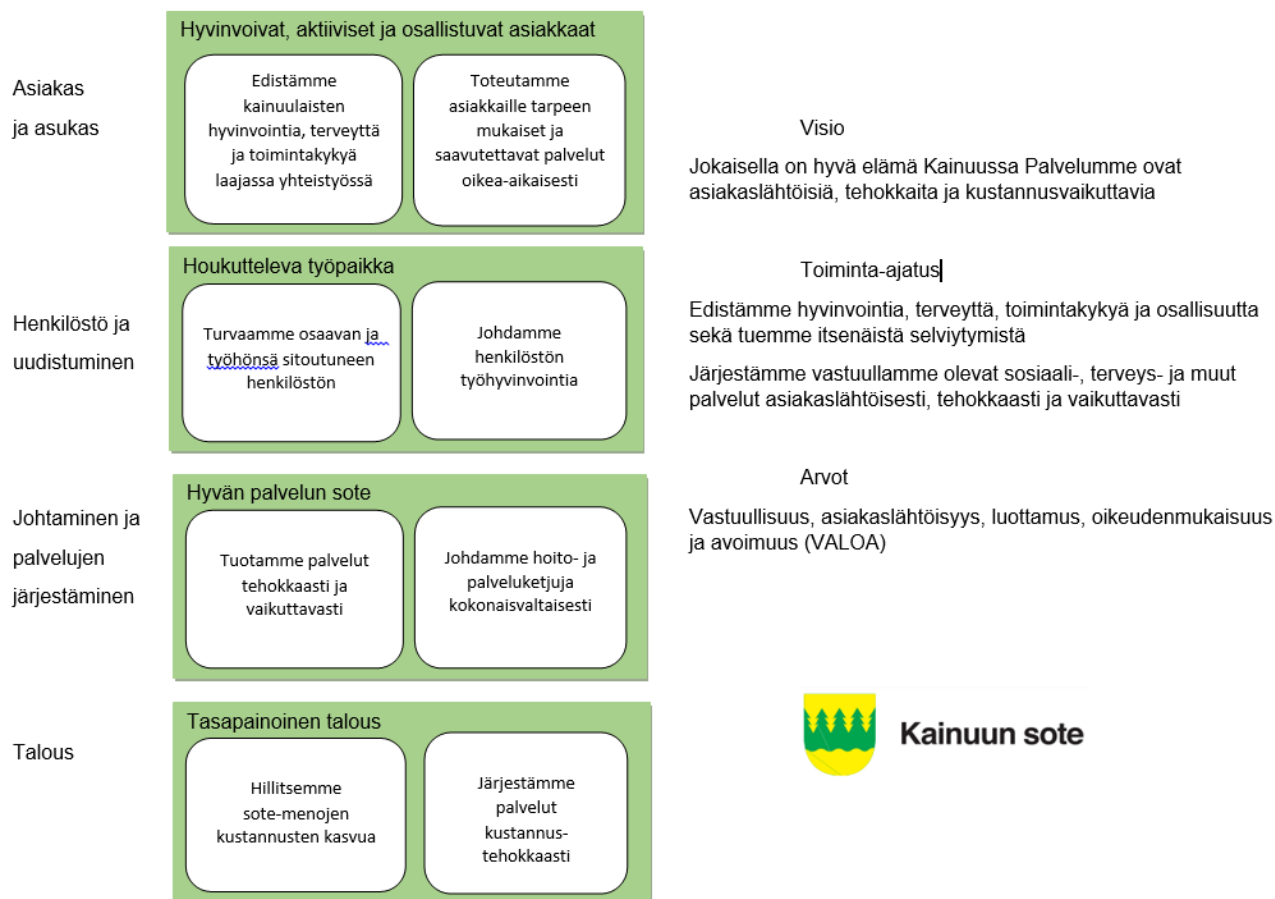 Hyvinvoivat, aktiiviset ja osallistuvat asiakkaat
Asiakas
ja asukas
Edistämme
kainuulaisten
hyvinvointia, terveyttä
ja toimintakykyä
laajassa yhteistyössä
Toteutamme
asiakkaille tarpeen
mukaiset ja
saavutettavat palvelut
oikea-aikaisesti
Houkutteleva työpaikka
Henkilöstö ja
uudistuminen
Turvaamme osaavan ja
työhönsä sitoutuneen
henkilöstön
Johdamme
henkilöstön
työhyvinvointia
Hyvän palvelun sote
Johtaminen ja
palvelujen
järjestäminen
Tuotamme palvelut
tehokkaasti ja
vaikuttavasti
Johdamme hoito- ja
palveluketjuja
kokonaisvaltaisesti
Tasapainoinen talous
Talous
Hillitsemme
sote-menojen
kustannusten kasvua
Järjestämme
palvelut
kustannus-
tehokkaasti
Visio
Jokaisella on hyvä elämä Kainuussa Palvelumme ovat
asiakaslähtöisiä, tehokkaita ja kustannusvaikuttavia
Toiminta-ajatus
Edistämme hyvinvointia, terveyttä, toimintakykyä ja osallisuutta
sekä tuemme itsenäistä selviytymistä
Järjestämme vastuullamme olevat sosiaali-, terveys- ja muut
palvelut asiakaslähtöisesti, tehokkaasti ja vaikuttavasti
Arvot
Vastuullisuus, asiakaslähtöisyys, luottamus, oikeudenmukaisuus
ja avoimuus (VALOA)
Kainuun sote